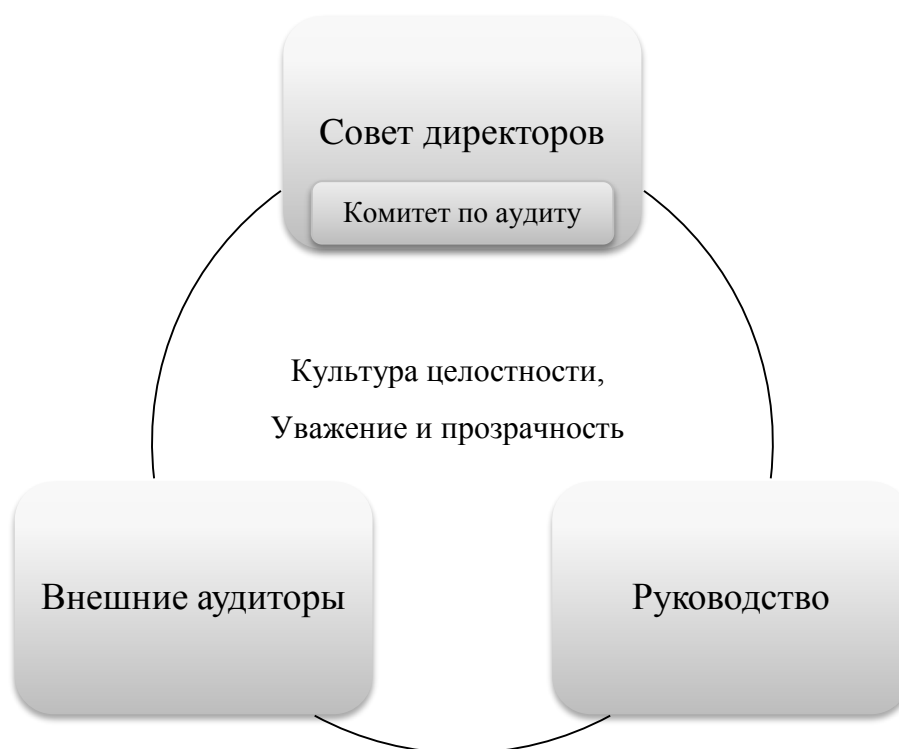 Совет директоров
Комитет по аудиту
Культура целостности,
Уважение и прозрачность
Внешние аудиторы
Руководство